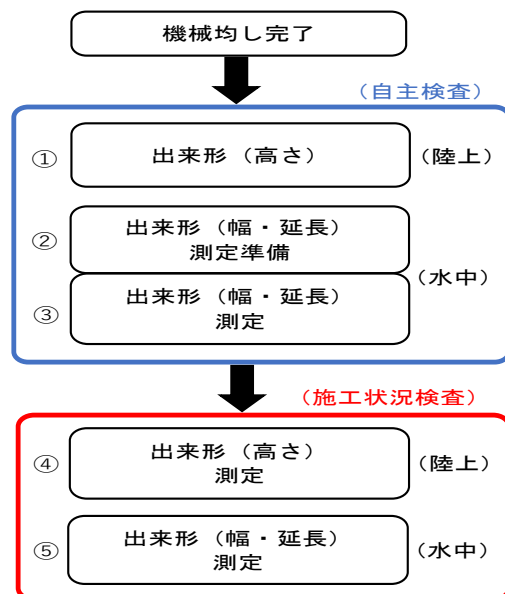 機械均し完了
（自主検査）
① 出来形（高さ） （陸上）
② 出来形（幅・延長）
測定準備
（水中）
③ 出来形（幅・延長）
測定
（施工状況検査）
④ 出来形（高さ） （陸上）
測定
⑤ 出来形（幅・延長） （水中）
測定